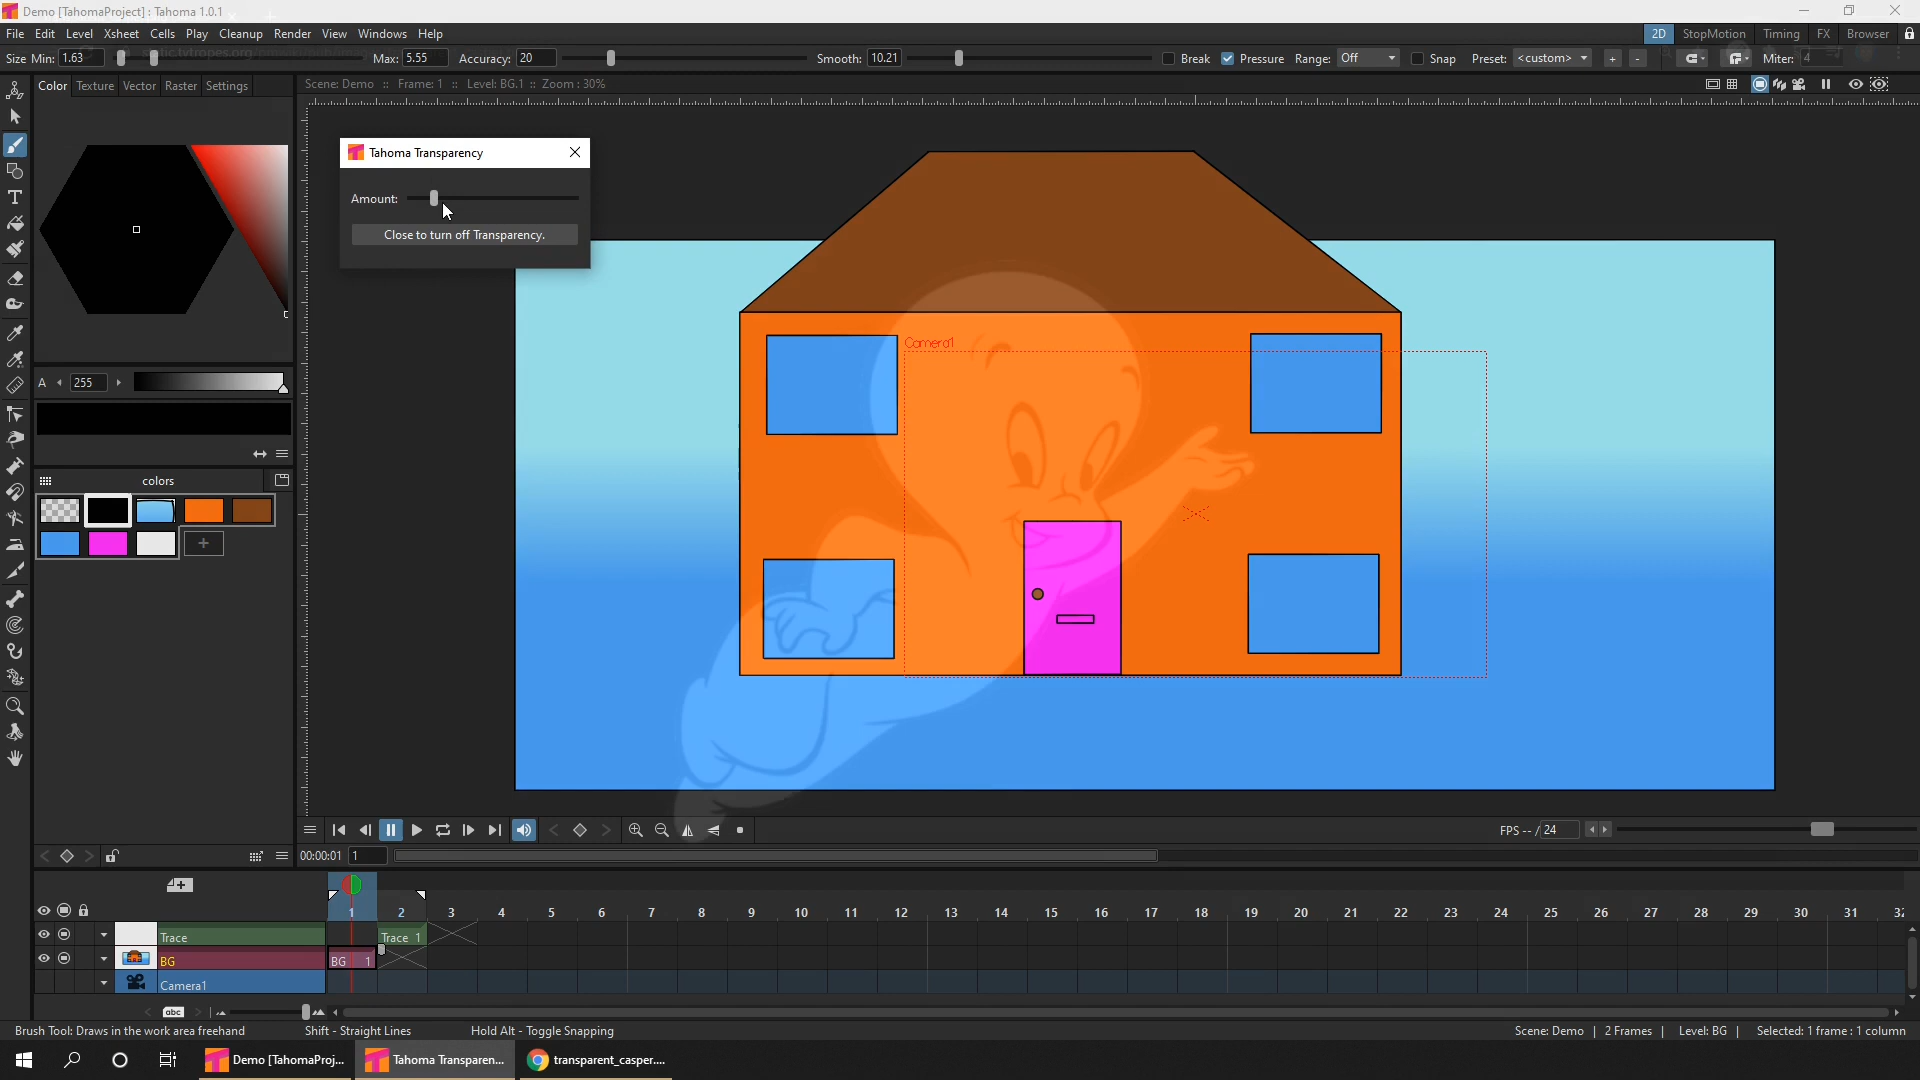 Demo [TahomaProject] : Tahoma 1.0.1
File Edit Level Xsheet Cells Play Cleanup Render View Windows Help
2D StopMotion Timing FX Browser
Size Min: 1.63 Max: 5.55 Accuracy: 20 Smooth: 10.21 Break Pressure Range: Off Snap Preset: <custom> + - Miter: 4
Color Texture Vector Raster Settings
Scene: Demo :: Frame: 1 :: Level: BG.1 :: Zoom : 30%
Tahoma Transparency
Amount:
Close to turn off Transparency.
Camera1
A 255
colors
+
FPS -- / 24
00:00:01 1
1 2 3 4 5 6 7 8 9 10 11 12 13 14 15 16 17 18 19 20 21 22 23 24 25 26 27 28 29 30 31
Trace Trace 1
BG BG 1
Camera1
abc
Brush Tool: Draws in the work area freehand Shift - Straight Lines Hold Alt - Toggle Snapping Scene: Demo | 2 Frames | Level: BG | Selected: 1 frame : 1 column
Demo [TahomaProj... Tahoma Transparen... transparent_casper....